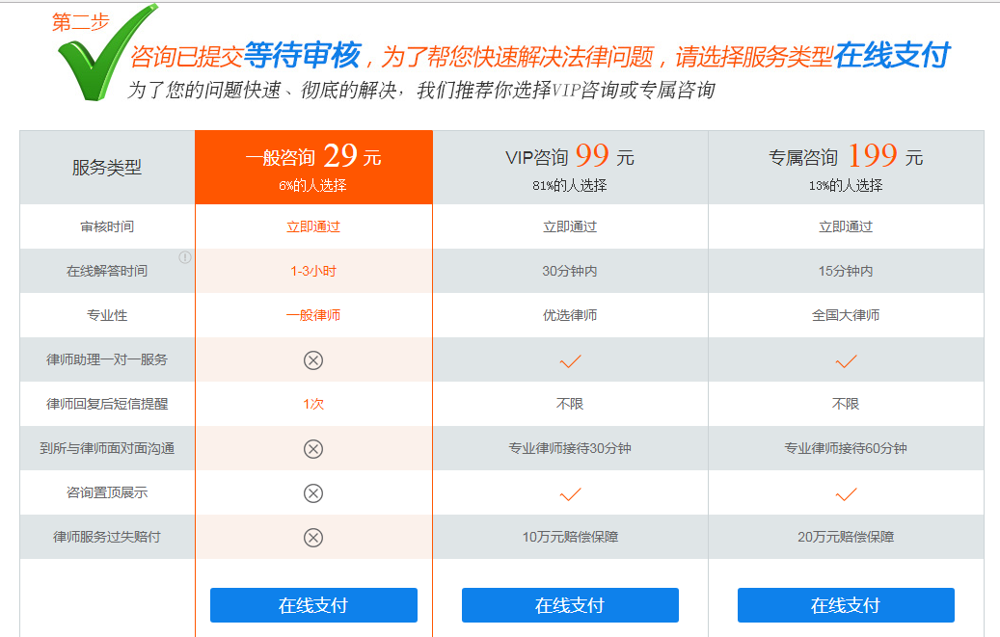 第二步
咨询已提交等待审核，为了帮您快速解决法律问题，请选择服务类型在线支付
为了您的问题快速、彻底的解决，我们推荐你选择VIP咨询或专属咨询
服务类型 一般咨询 29 元 VIP咨询 99 元 专属咨询 199 元
6%的人选择 81%的人选择 13%的人选择
审核时间 立即通过 立即通过 立即通过
在线解答时间 1-3小时 30分钟内 15分钟内
专业性 一般律师 优选律师 全国大律师
律师助理一对一服务
律师回复后短信提醒 1次 不限 不限
到所与律师面对面沟通 专业律师接待30分钟 专业律师接待60分钟
咨询置顶展示
律师服务过失赔付 10万元赔偿保障 20万元赔偿保障
在线支付 在线支付 在线支付